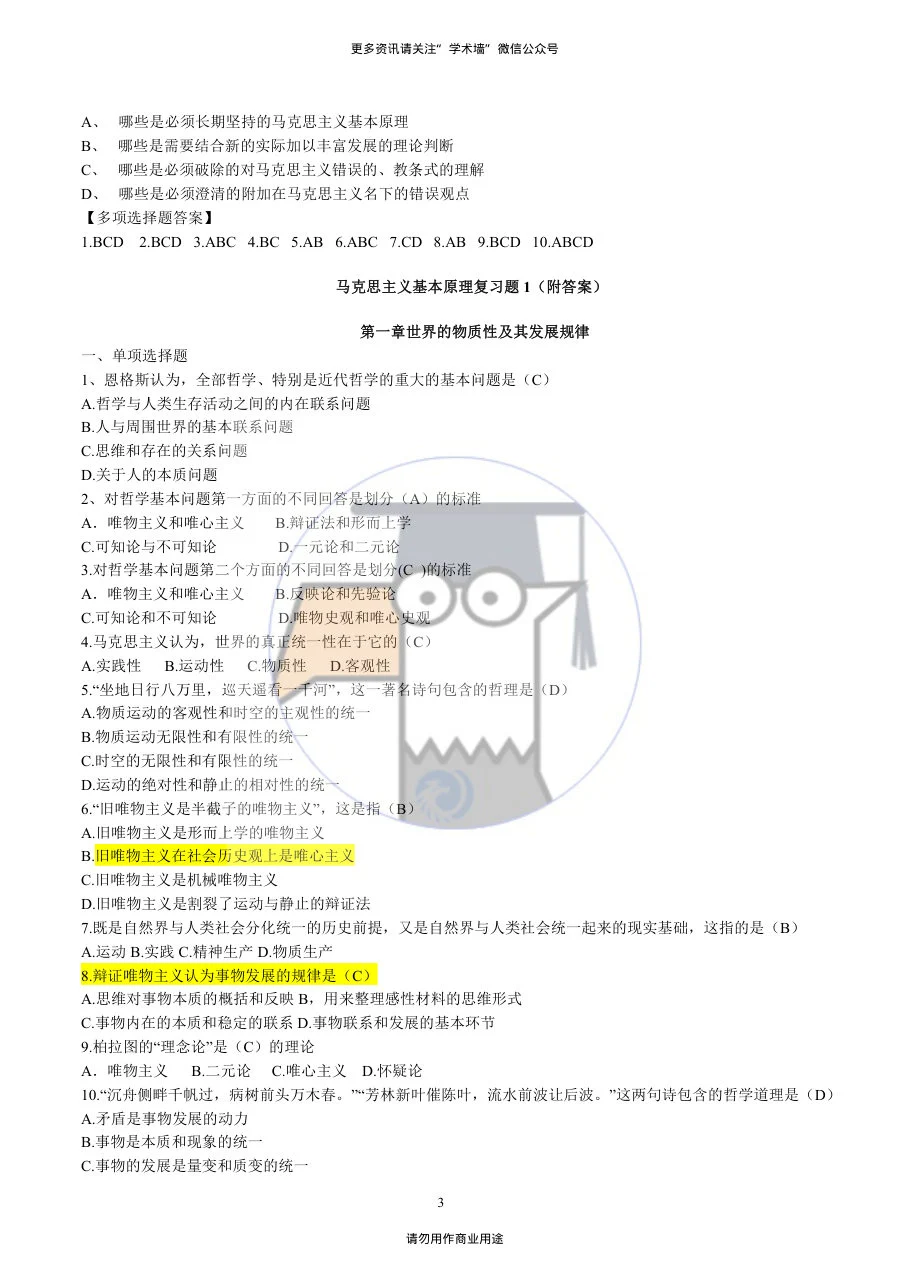 更多资讯请关注“学术墙”微信公众号
A、 哪些是必须长期坚持的马克思主义基本原理
B、 哪些是需要结合新的实际加以丰富发展的理论判断
C、 哪些是必须破除的对马克思主义错误的、教条式的理解
D、 哪些是必须澄清的附加在马克思主义名下的错误观点
【多项选择题答案】
1.BCD 2.BCD 3.ABC 4.BC 5.AB 6.ABC 7.CD 8.AB 9.BCD 10.ABCD
马克思主义基本原理复习题1（附答案）
第一章世界的物质性及其发展规律
一、单项选择题
1、恩格斯认为，全部哲学、特别是近代哲学的重大的基本问题是（C）
A.哲学与人类生存活动之间的内在联系问题
B.人与周围世界的基本联系问题
C.思维和存在的关系问题
D.关于人的本质问题
2、对哲学基本问题第一方面的不同回答是划分（A）的标准
A．唯物主义和唯心主义 B.辩证法和形而上学
C.可知论与不可知论 D.一元论和二元论
3.对哲学基本问题第二个方面的不同回答是划分(C )的标准
A．唯物主义和唯心主义 B.反映论和先验论
C.可知论和不可知论 D.唯物史观和唯心史观
4.马克思主义认为，世界的真正统一性在于它的（C）
A.实践性 B.运动性 C.物质性 D.客观性
5.“坐地日行八万里，巡天遥看一千河”，这一著名诗句包含的哲理是（D）
A.物质运动的客观性和时空的主观性的统一
B.物质运动无限性和有限性的统一
C.时空的无限性和有限性的统一
D.运动的绝对性和静止的相对性的统一
6.“旧唯物主义是半截子的唯物主义”，这是指（B）
A.旧唯物主义是形而上学的唯物主义
B.旧唯物主义在社会历史观上是唯心主义
C.旧唯物主义是机械唯物主义
D.旧唯物主义是割裂了运动与静止的辩证法
7.既是自然界与人类社会分化统一的历史前提，又是自然界与人类社会统一起来的现实基础，这指的是（B）
A.运动 B.实践 C.精神生产 D.物质生产
8.辩证唯物主义认为事物发展的规律是（C）
A.思维对事物本质的概括和反映 B，用来整理感性材料的思维形式
C.事物内在的本质和稳定的联系 D.事物联系和发展的基本环节
9.柏拉图的“理念论”是（C）的理论
A．唯物主义 B.二元论 C.唯心主义 D.怀疑论
10.“沉舟侧畔千帆过，病树前头万木春。”“芳林新叶催陈叶，流水前波让后波。”这两句诗包含的哲学道理是（D）
A.矛盾是事物发展的动力
B.事物是本质和现象的统一
C.事物的发展是量变和质变的统一
3
请勿用作商业用途